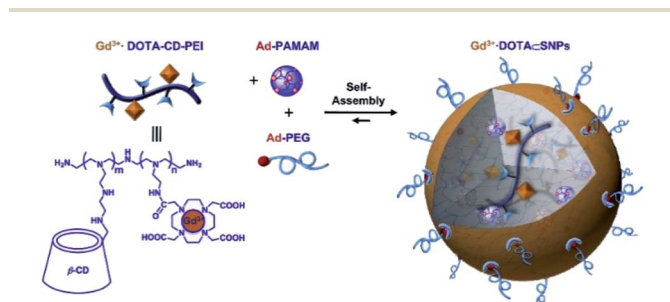 Gd³⁺· DOTA-CD-PEI
Ad-PAMAM
Gd³⁺·DOTA⊂SNPs
+
Self-
Assembly
+
Ad-PEG
H₂N
m
H
N
n
NH₂
N
N
NH
HN
NH
O
COOH
N
N
Gd³⁺
N
N
HOOC
COOH
β-CD